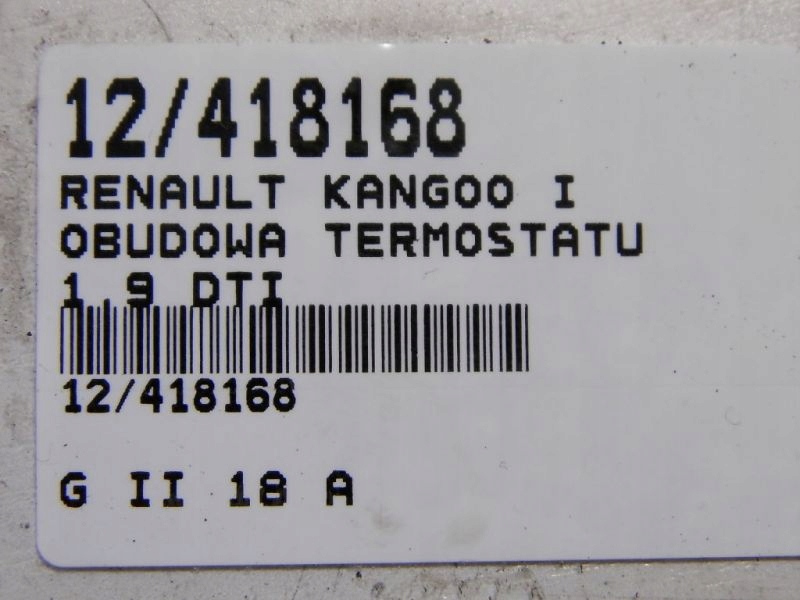 12/418168
RENAULT KANGOO I
OBUDOWA TERMOSTATU
1.9 DTI
12/418168
G II 18 A